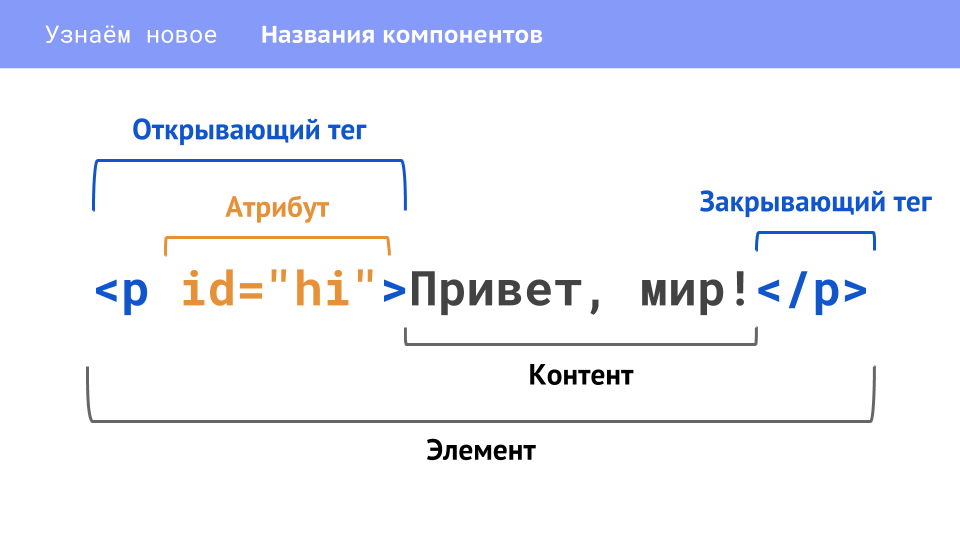 Узнаём новое Названия компонентов
Открывающий тег
Атрибут
Закрывающий тег
<p id="hi">Привет, мир!</p>
Контент
Элемент